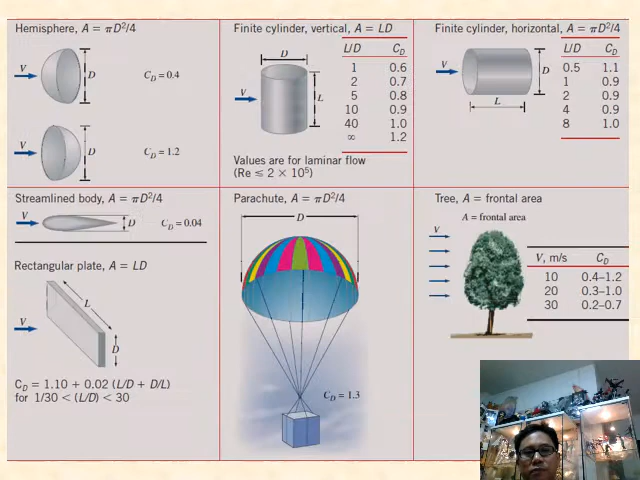 Hemisphere, A = πD²/4
V
D
C_D = 0.4
V
D
C_D = 1.2
Finite cylinder, vertical, A = LD
D
V
L
L/D C_D
1 0.6
2 0.7
5 0.8
10 0.9
40 1.0
∞ 1.2
Values are for laminar flow
(Re ≤ 2 × 10⁵)
Finite cylinder, horizontal, A = πD²/4
V
D
L
L/D C_D
0.5 1.1
1 0.9
2 0.9
4 0.9
8 1.0
Streamlined body, A = πD²/4
V
D
C_D = 0.04
Rectangular plate, A = LD
L
V
D
C_D = 1.10 + 0.02 (L/D + D/L)
for 1/30 < (L/D) < 30
Parachute, A = πD²/4
D
C_D = 1.3
Tree, A = frontal area
A = frontal area
V
V, m/s C_D
10 0.4–1.2
20 0.3–1.0
30 0.2–0.7